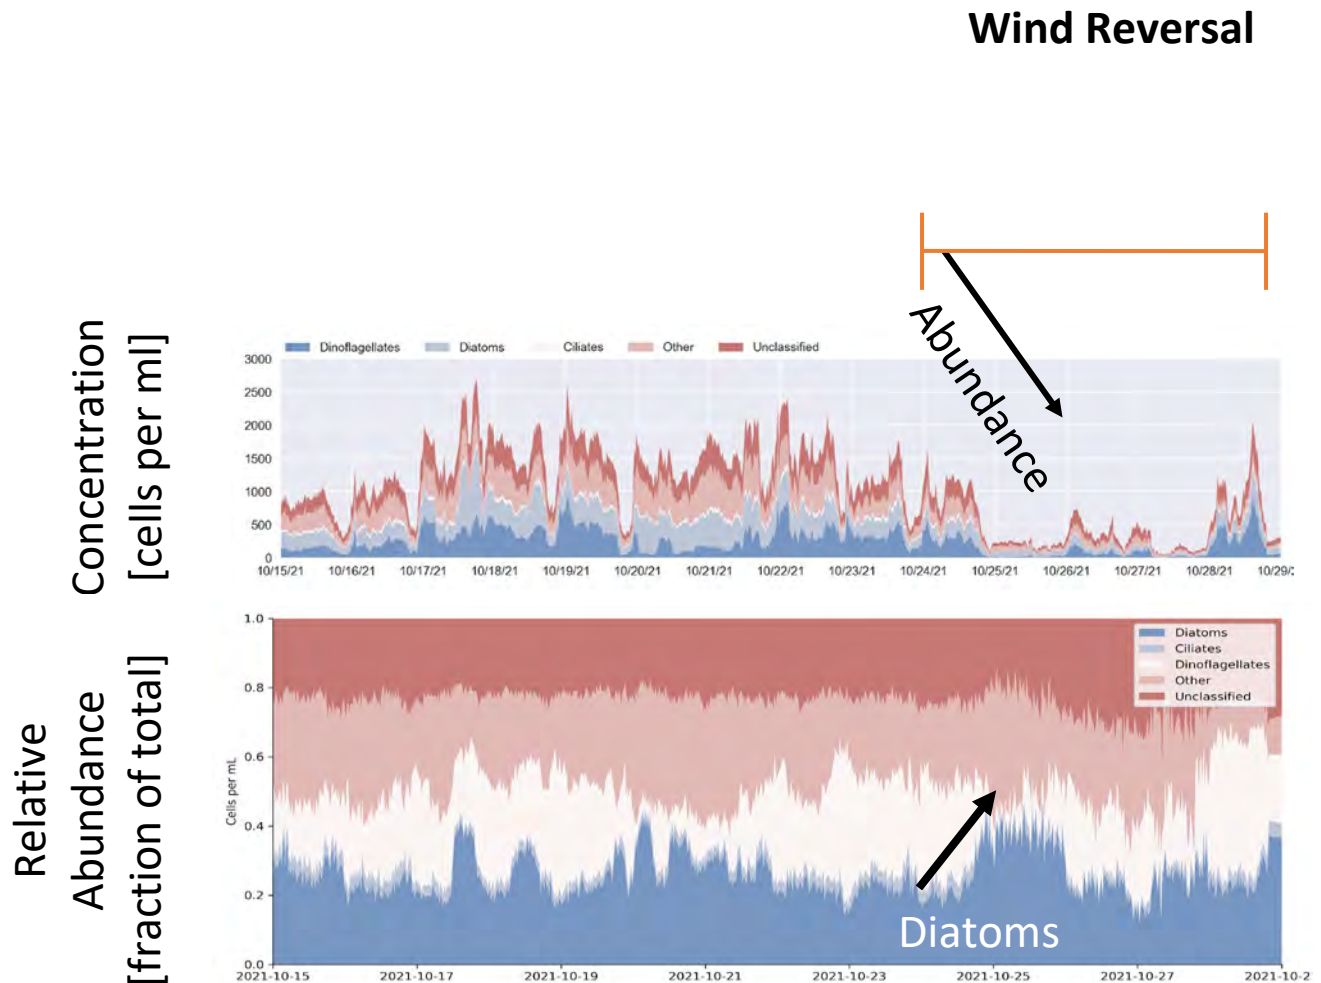 Wind Reversal
Abundance
Concentration
[cells per ml]
Dinoflagellates Diatoms Ciliates Other Unclassified
3000
2500
2000
1500
1000
500
0
10/15/21 10/16/21 10/17/21 10/18/21 10/19/21 10/20/21 10/21/21 10/22/21 10/23/21 10/24/21 10/25/21 10/26/21 10/27/21 10/28/21 10/29/
Relative
Abundance
[fraction of total]
Cells per mL
1.0
0.8
0.6
0.4
0.2
0.0
Diatoms
Ciliates
Dinoflagellates
Other
Unclassified
Diatoms
2021-10-15 2021-10-17 2021-10-19 2021-10-21 2021-10-23 2021-10-25 2021-10-27 2021-10-2